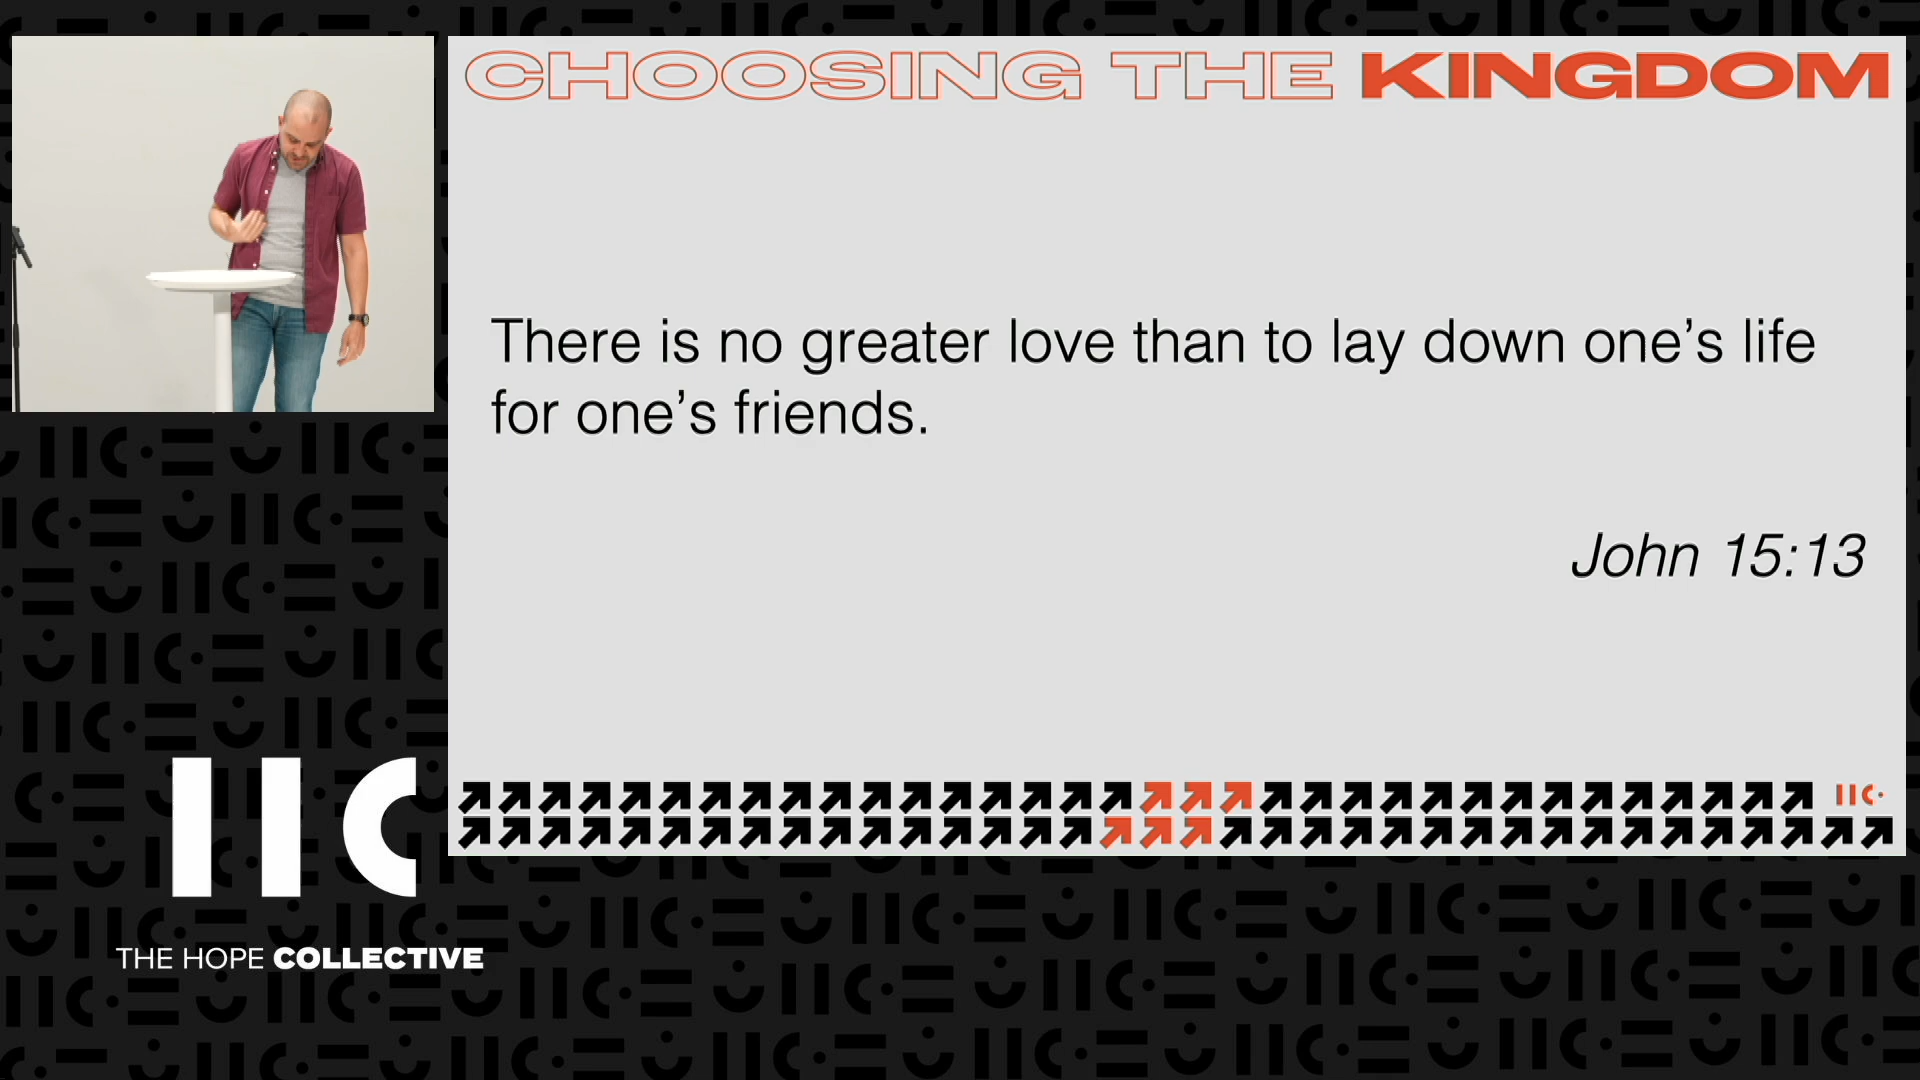 CHOOSING THE KINGDOM
There is no greater love than to lay down one’s life
for one’s friends.
John 15:13
THE HOPE COLLECTIVE